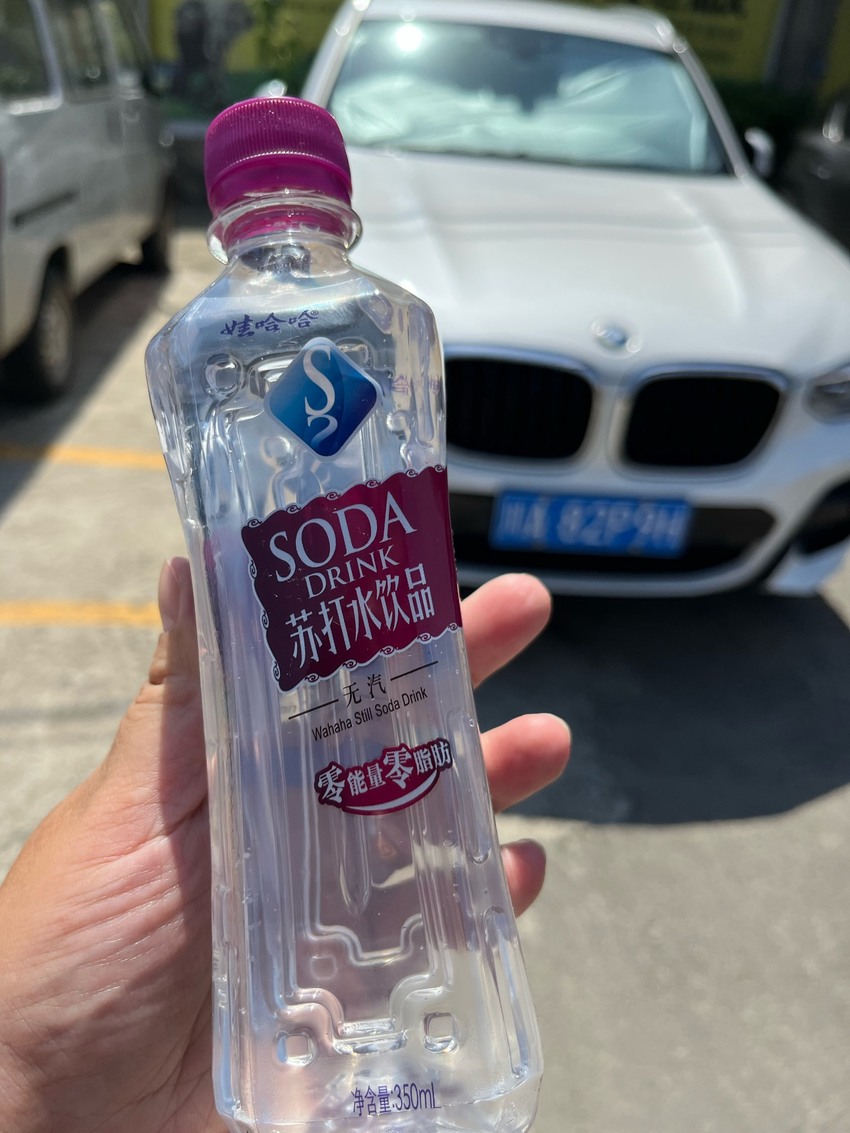 娃哈哈®
S
SODA
DRINK
苏打水饮品
无汽
Wahaha Still Soda Drink
零能量零脂肪
净含量:350mL
川A 82P9H